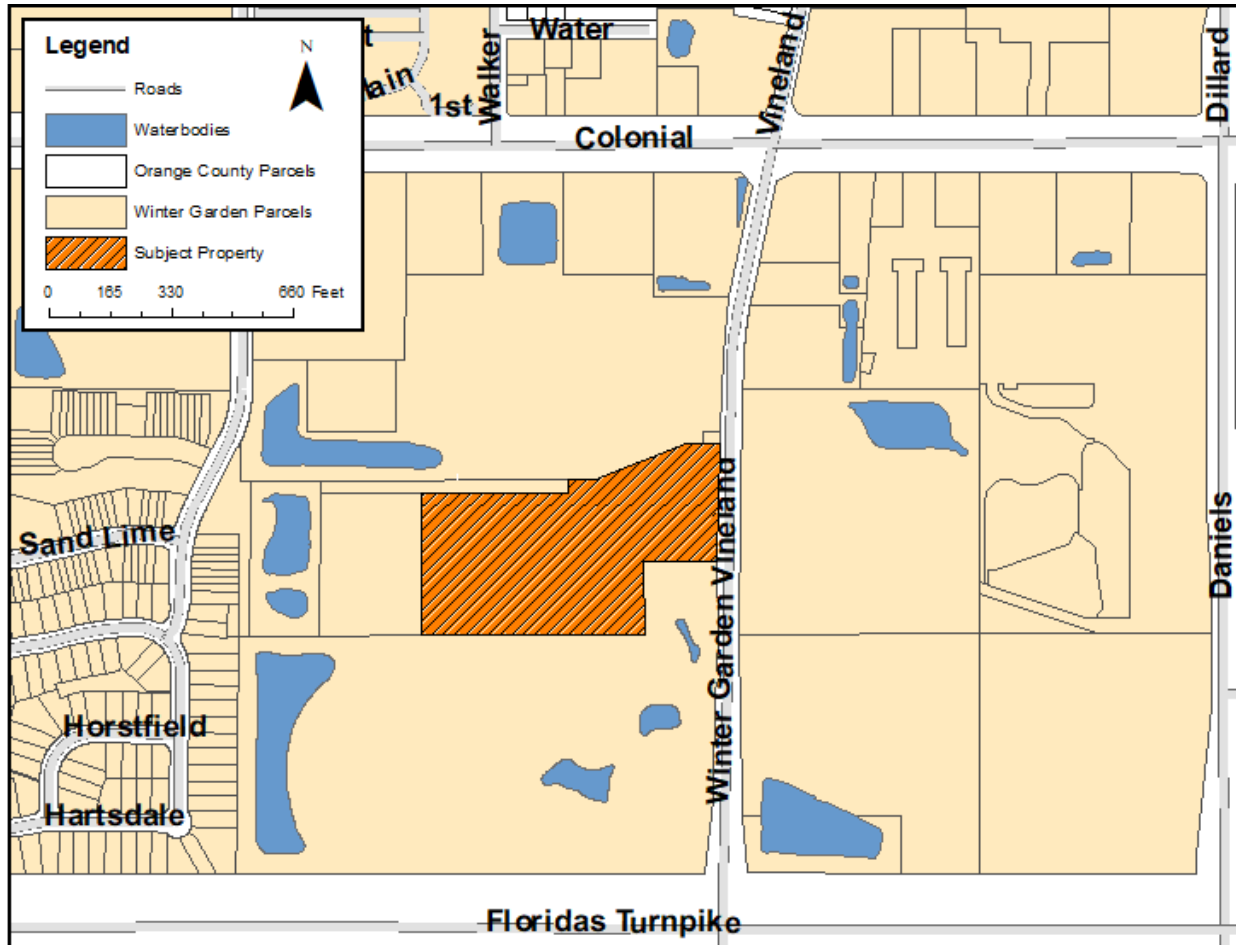 Legend
N
Roads
Waterbodies
Orange County Parcels
Winter Garden Parcels
Subject Property
0 165 330 660 Feet
Water
Walker
1st
Vineland
Dillard
Colonial
Sand Lime
Winter Garden Vineland
Daniels
Horstfield
Hartsdale
Floridas Turnpike